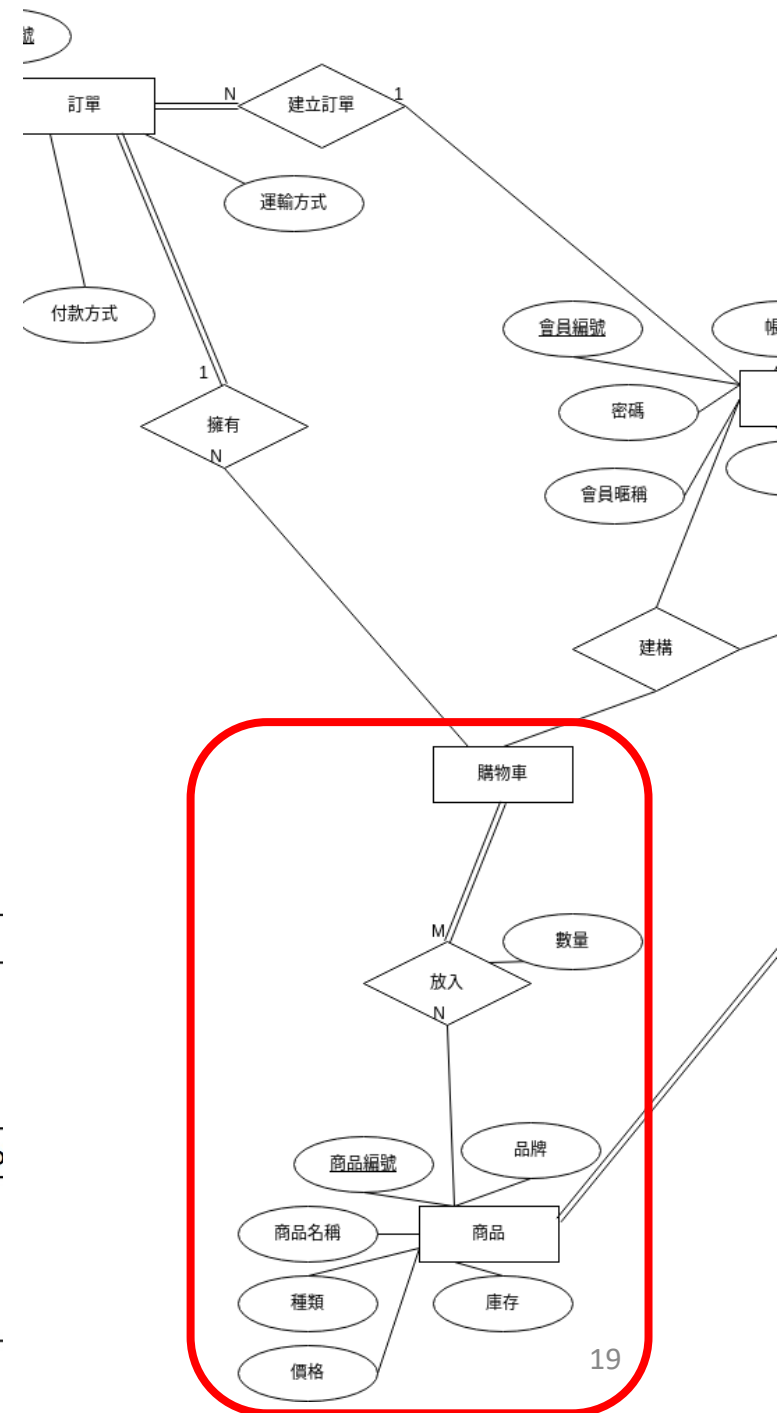 號
訂單
N
建立訂單
1
運輸方式
付款方式
會員編號
帳
密碼
1
擁有
N
會員暱稱
建構
購物車
M
數量
放入
N
商品編號
品牌
商品名稱
商品
種類
庫存
價格
19